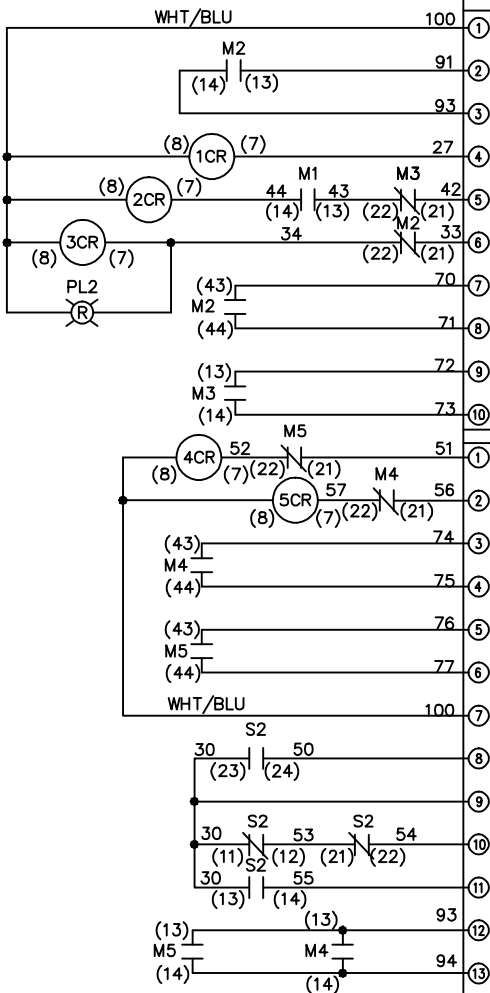 WHT/BLU 100 1
M2 91 2
(14) (13)
93 3
(8) 1CR (7) 27 4
M1 M3
(8) 2CR (7) 44 43 42 5
(14) (13) (22) (21)
M2
3CR 34 33 6
(8) (7) (22) (21)
PL2
R
(43) 70 7
M2
(44) 71 8
(13) 72 9
M3
(14) 73 10
M5
4CR 52 51 1
(8) (7) (22) (21)
M4
5CR 57 56 2
(8) (7) (22) (21)
(43) 74 3
M4
(44) 75 4
(43) 76 5
M5
(44) 77 6
WHT/BLU 100 7
S2
30 50 8
(23) (24)
9
S2 S2
30 53 54 10
(11) (12) (21) (22)
S2
30 55 11
(13) (14)
(13) (13) 93 12
M5 M4
(14) (14) 94 13